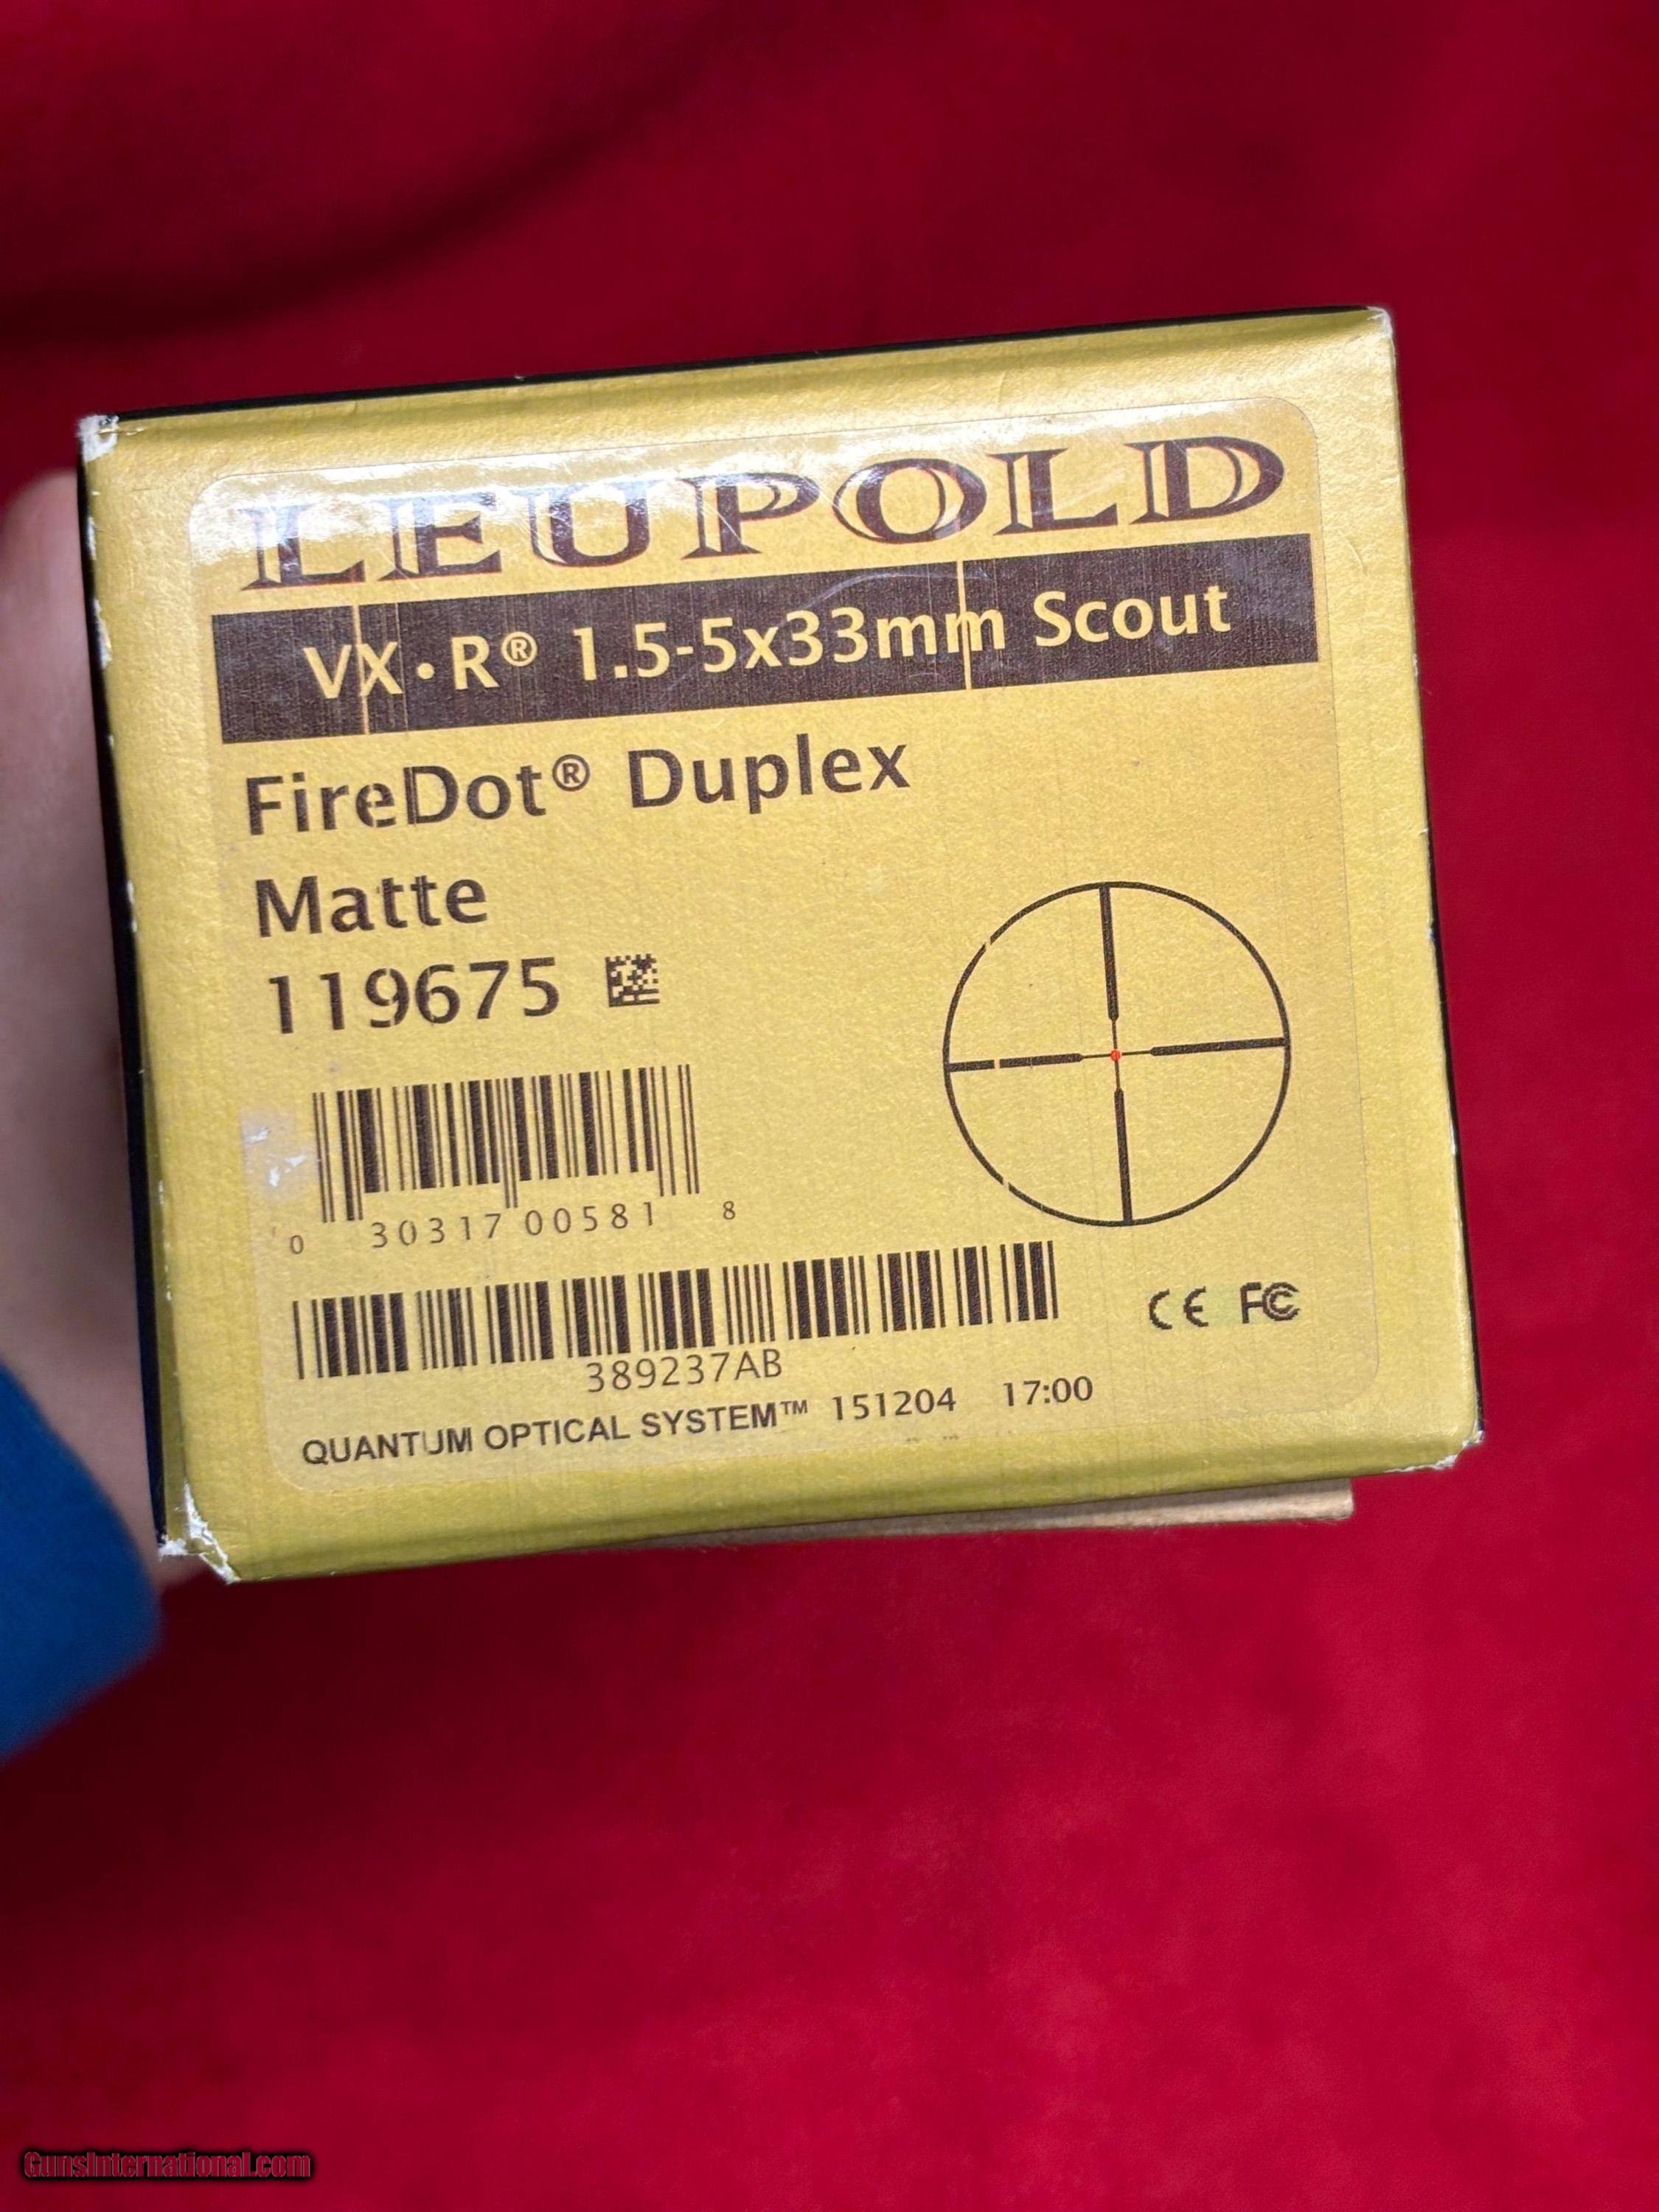 LEUPOLD
VX•R® 1.5-5x33mm Scout
FireDot® Duplex
Matte
119675
0 30317 00581 8
389237AB
CE FC
QUANTUM OPTICAL SYSTEM™ 151204 17:00
GunsInternational.com